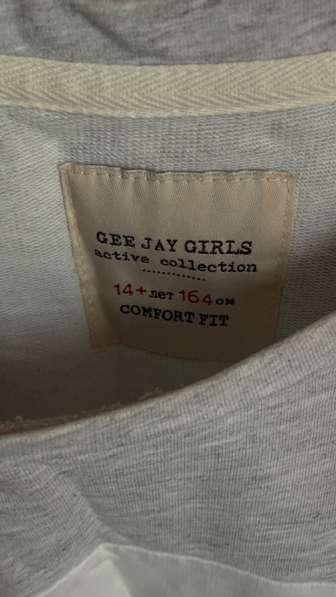 GEE JAY GIRLS
active collection
14+ лет 164 см
COMFORT FIT